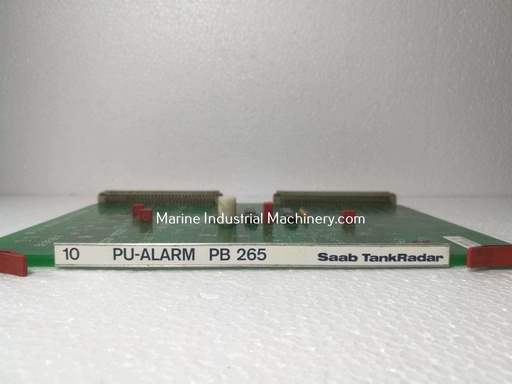 Marine Industrial Machinery.com
10 PU-ALARM PB 265 Saab TankRadar